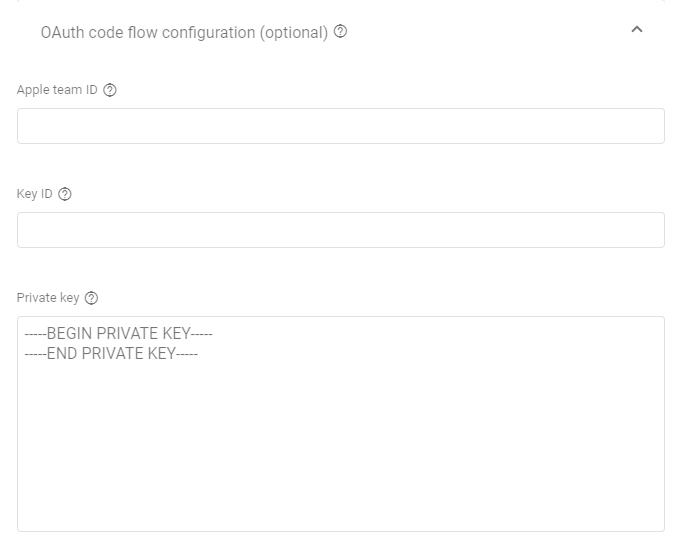 OAuth code flow configuration (optional)
Apple team ID
Key ID
Private key
-----BEGIN PRIVATE KEY-----
-----END PRIVATE KEY-----